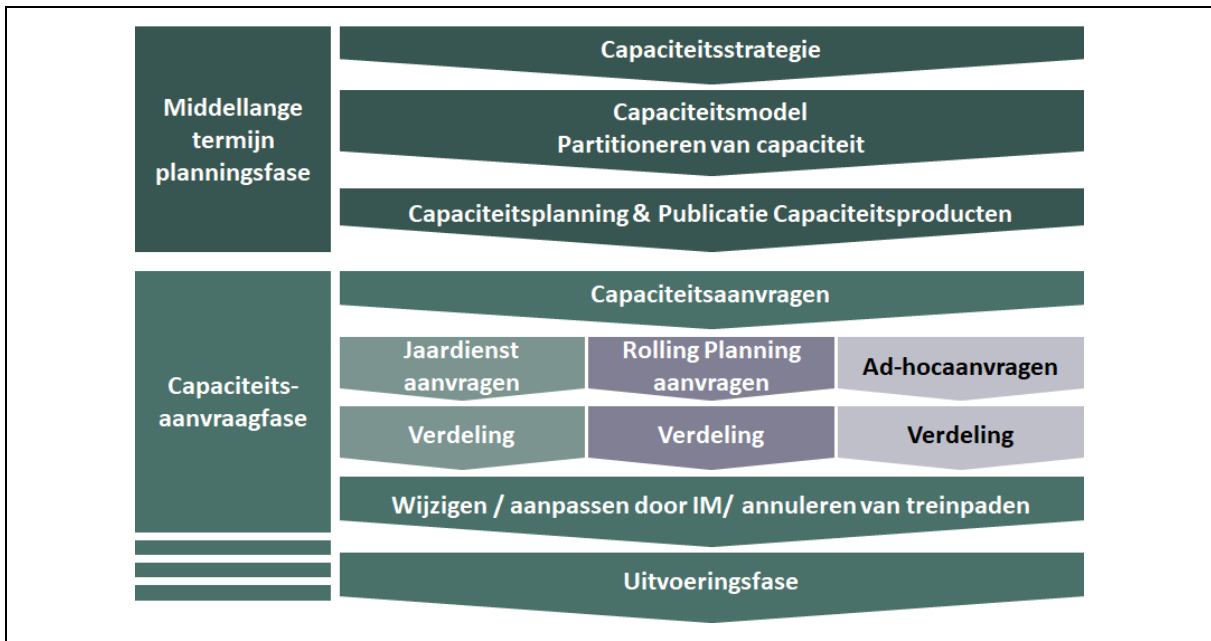 Middellange
termijn
planningsfase
Capaciteitsstrategie
Capaciteitsmodel
Partitioneren van capaciteit
Capaciteitsplanning & Publicatie Capaciteitsproducten
Capaciteits-
aanvraagfase
Capaciteitsaanvragen
Jaardienst
aanvragen
Rolling Planning
aanvragen
Ad-hocaanvragen
Verdeling
Verdeling
Verdeling
Wijzigen / aanpassen door IM/ annuleren van treinpaden
Uitvoeringsfase